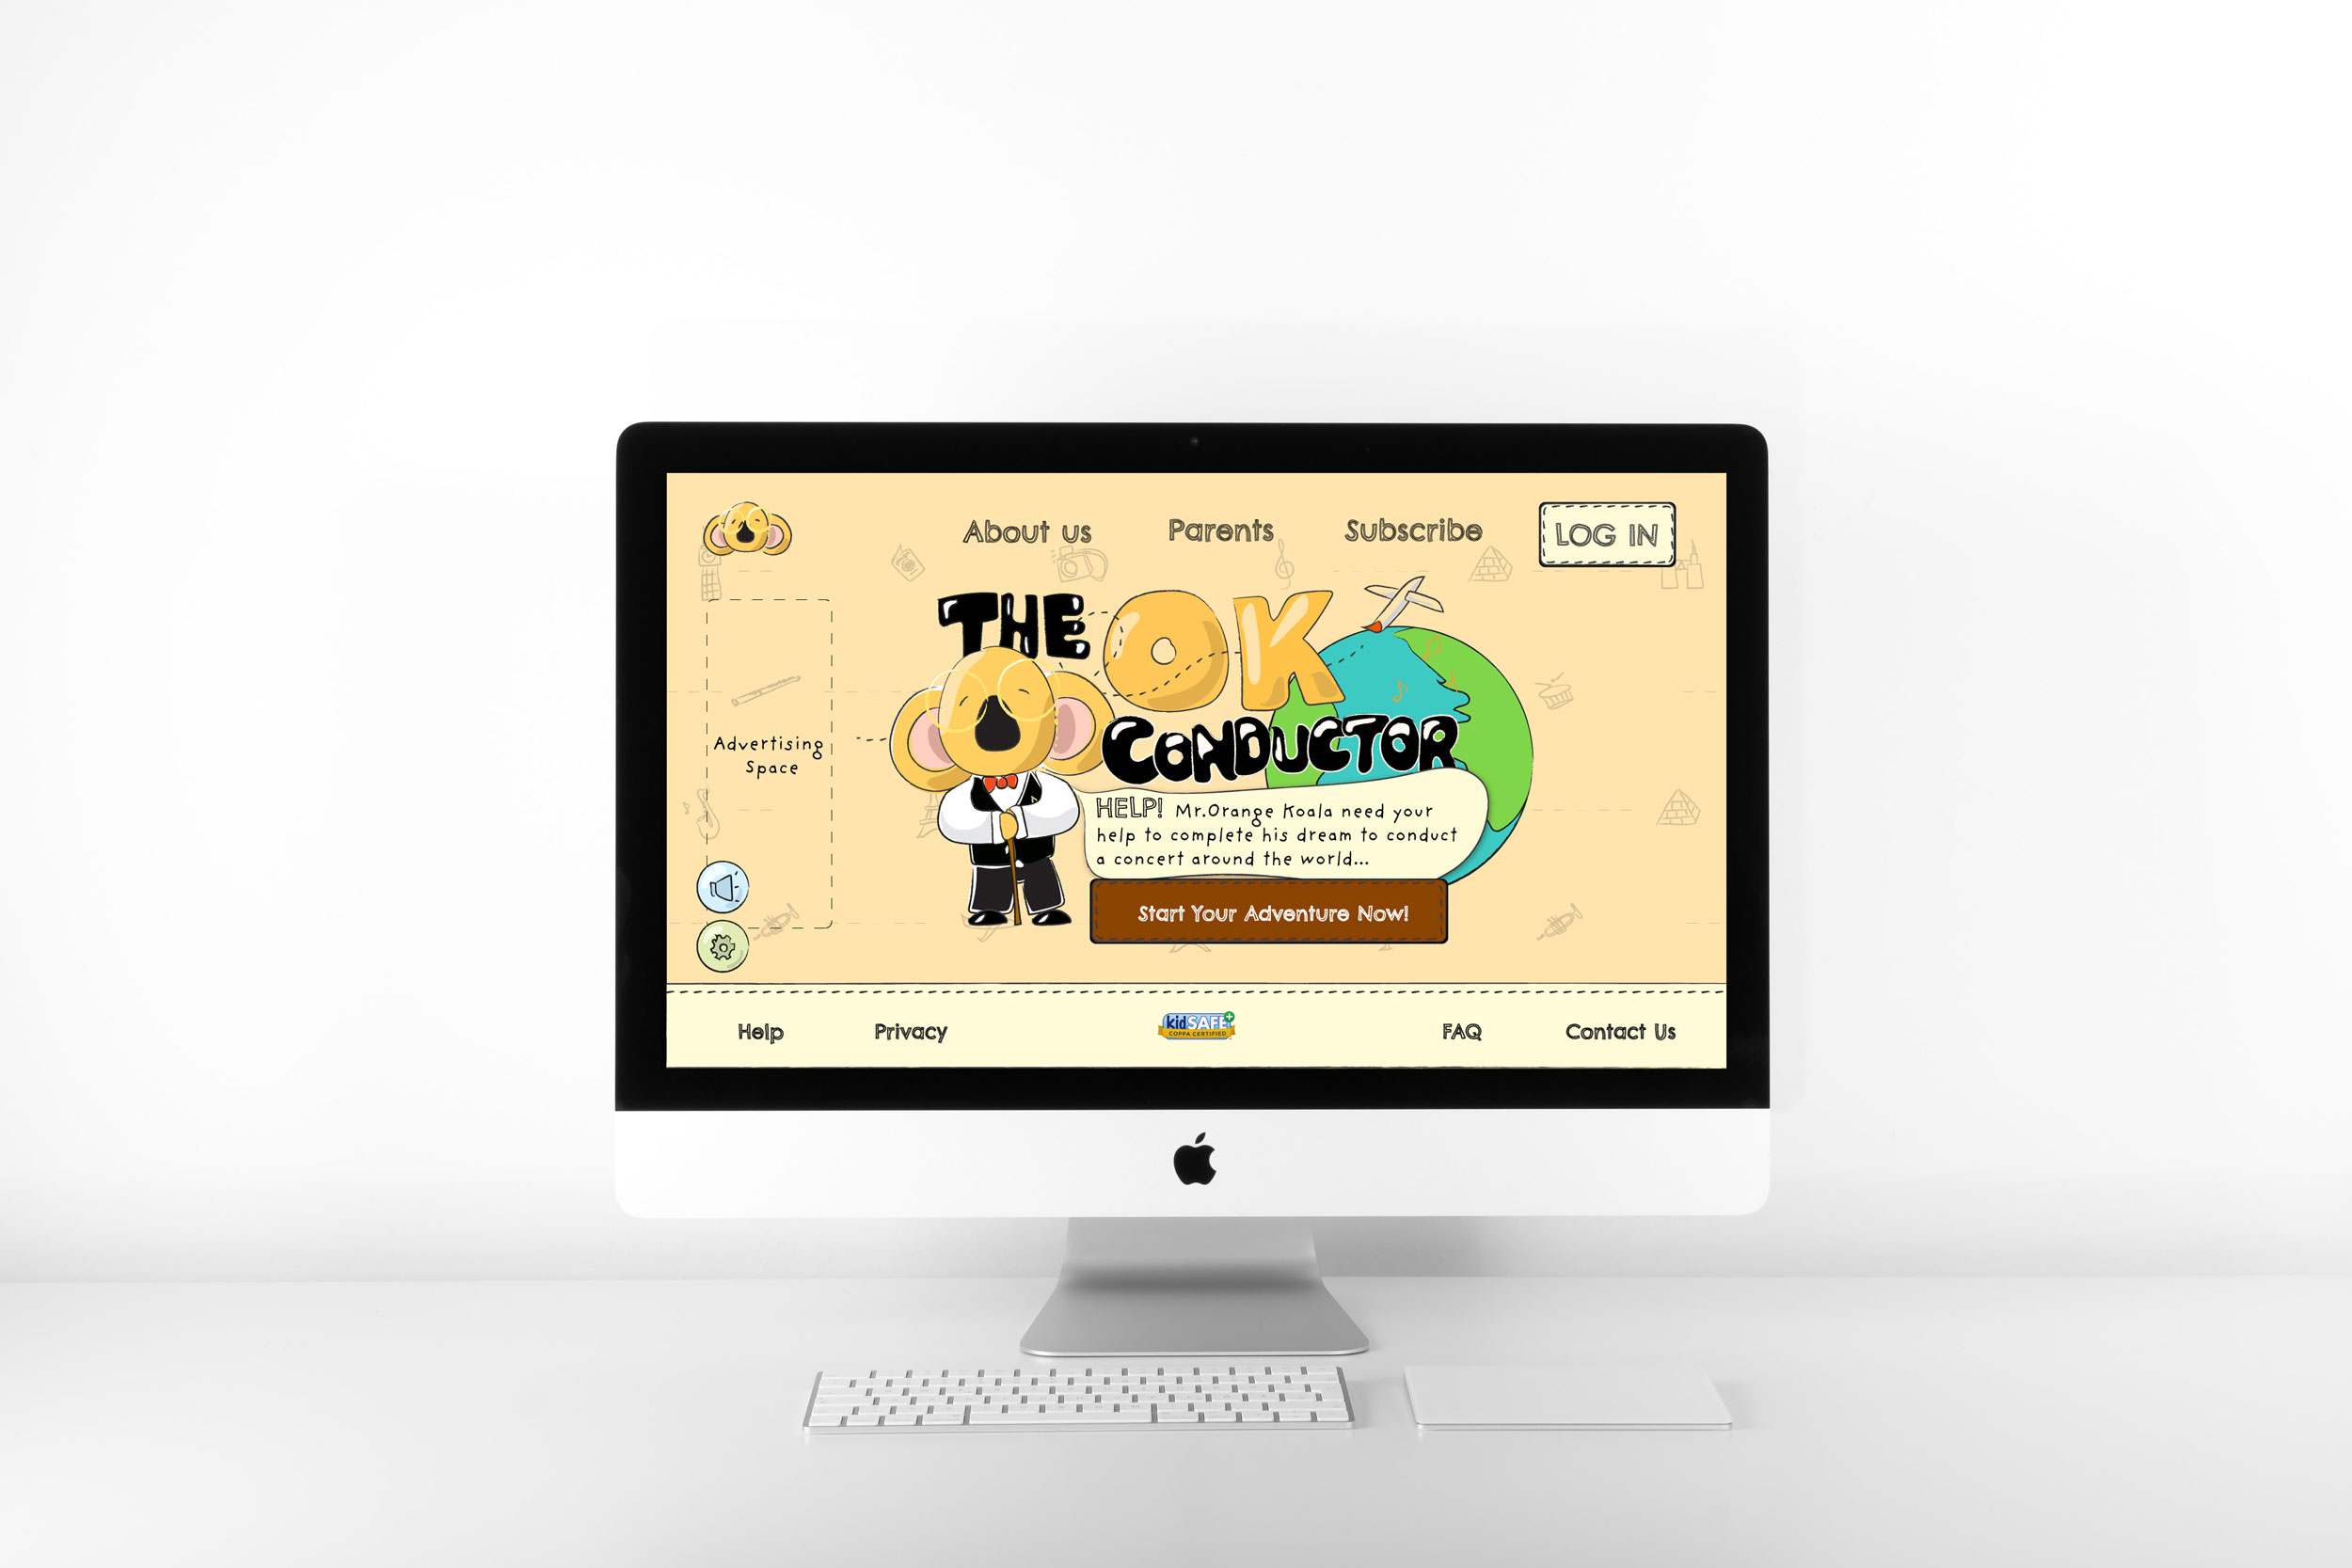 About us
Parents
Subscribe
LOG IN
THE OK
CONDUCTOR
Advertising
Space
HELP! Mr.Orange Koala need your
help to complete his dream to conduct
a concert around the world...
Start Your Adventure Now!
Help
Privacy
kidSAFE+
COPPA CERTIFIED
FAQ
Contact Us